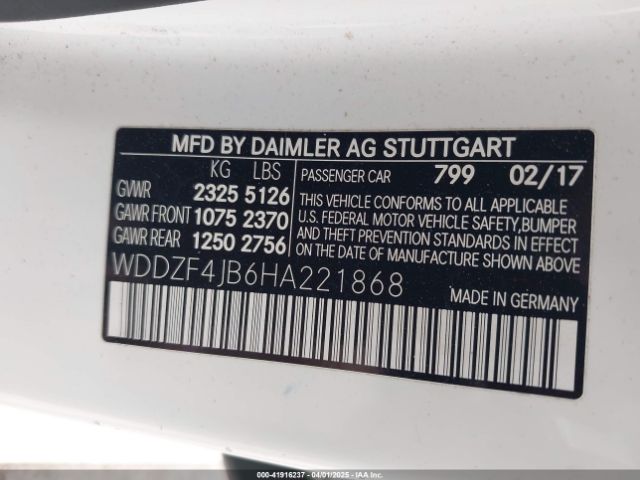 MFD BY DAIMLER AG STUTTGART
KG LBS
GVWR 2325 5126
GAWR FRONT 1075 2370
GAWR REAR 1250 2756
PASSENGER CAR 799 02/17
THIS VEHICLE CONFORMS TO ALL APPLICABLE
U.S. FEDERAL MOTOR VEHICLE SAFETY,BUMPER
AND THEFT PREVENTION STANDARDS IN EFFECT
ON THE DATE OF MANUFACTURE SHOWN ABOVE.
WDDZF4JB6HA221868
MADE IN GERMANY
000-41916237 - 04/01/2025 - IAAI.COM